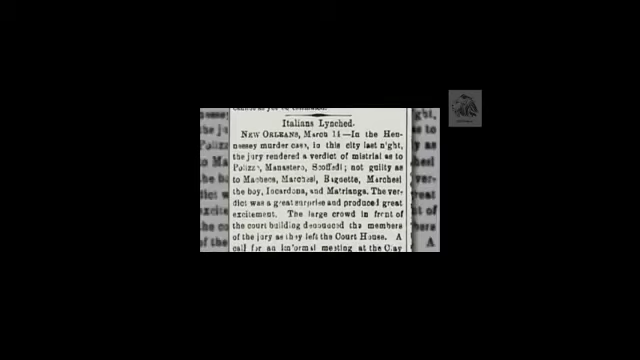 Italians Lynched.
NEW ORLEANS, March 14—In the Hen-
nessey murder case, in this city last night,
the jury rendered a verdict of mistrial as to
Polizza, Manastero, Scoffedi; not guilty as
to Macheca, Marchesi, Bagnette, Marchesi
the boy, Incardona, and Matranga. The ver-
dict was a great surprise and produced great
excitement. The large crowd in front of
the court building denounced the members
of the jury as they left the Court House. A
call for an informal meeting at the Clay